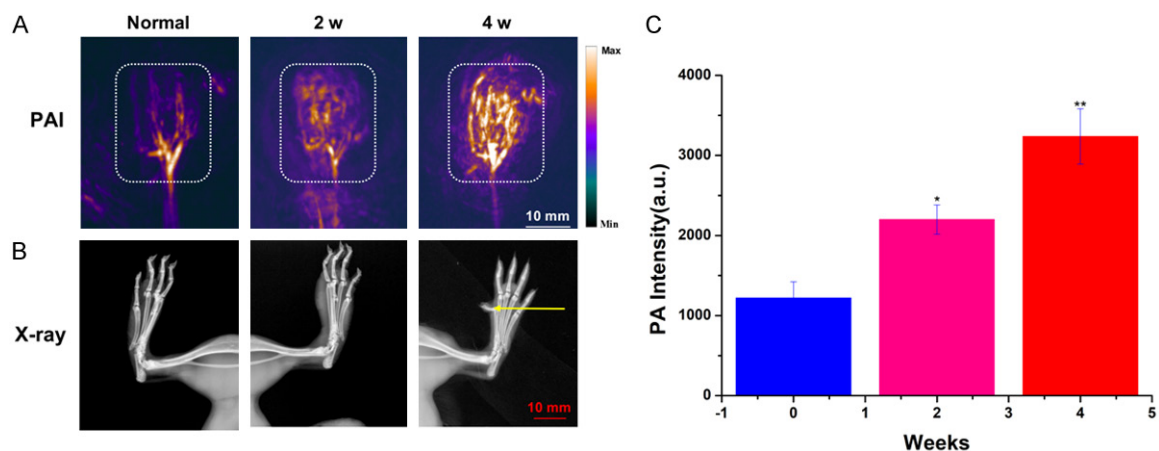 A
Normal
2 w
4 w
PAI
Max
Min
10 mm
B
X-ray
10 mm
C
PA Intensity(a.u.)
4000
3000
2000
1000
0
*
**
-1 0 1 2 3 4 5
Weeks